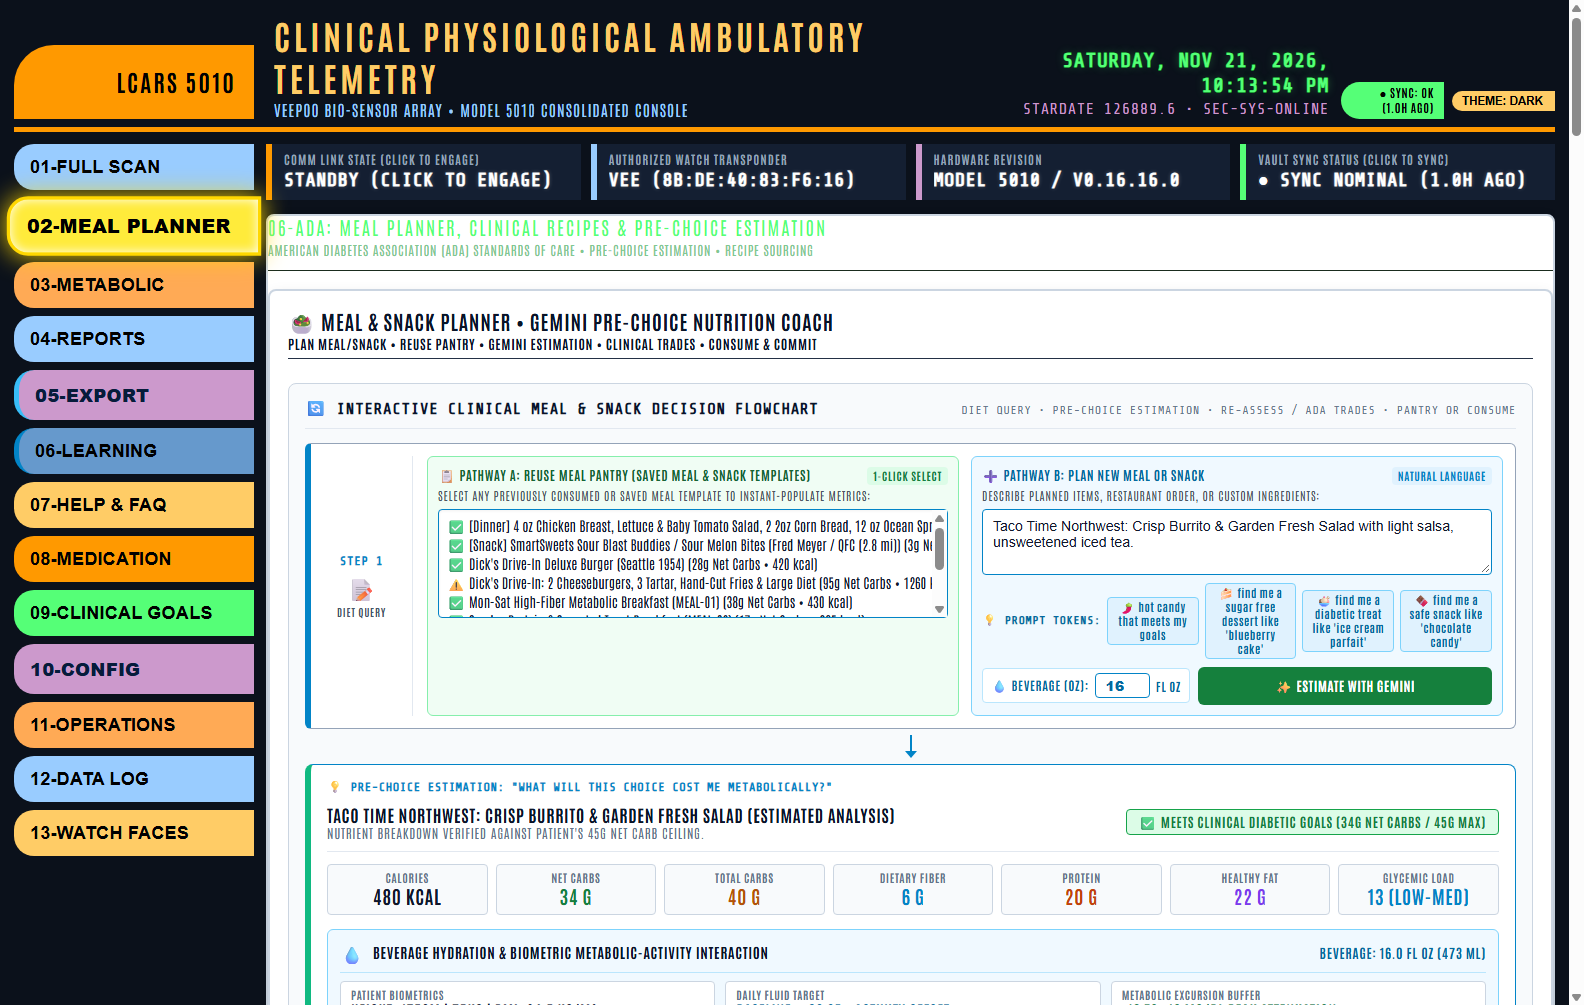 LCARS 5010
CLINICAL PHYSIOLOGICAL AMBULATORY
TELEMETRY
VEEPOO BIO-SENSOR ARRAY • MODEL 5010 CONSOLIDATED CONSOLE
SATURDAY, NOV 21, 2026,
10:13:54 PM
STARDATE 126889.6 · SEC-SYS-ONLINE
● SYNC: OK
(1.0H AGO)
THEME: DARK
01-FULL SCAN
02-MEAL PLANNER
03-METABOLIC
04-REPORTS
05-EXPORT
06-LEARNING
07-HELP & FAQ
08-MEDICATION
09-CLINICAL GOALS
10-CONFIG
11-OPERATIONS
12-DATA LOG
13-WATCH FACES
COMM LINK STATE (CLICK TO ENGAGE)
STANDBY (CLICK TO ENGAGE)
AUTHORIZED WATCH TRANSPONDER
VEE (8B:DE:40:83:F6:16)
HARDWARE REVISION
MODEL 5010 / V0.16.16.0
VAULT SYNC STATUS (CLICK TO SYNC)
● SYNC NOMINAL (1.0H AGO)
06-ADA: MEAL PLANNER, CLINICAL RECIPES & PRE-CHOICE ESTIMATION
AMERICAN DIABETES ASSOCIATION (ADA) STANDARDS OF CARE • PRE-CHOICE ESTIMATION • RECIPE SOURCING
🥗 MEAL & SNACK PLANNER • GEMINI PRE-CHOICE NUTRITION COACH
PLAN MEAL/SNACK • REUSE PANTRY • GEMINI ESTIMATION • CLINICAL TRADES • CONSUME & COMMIT
🔄 INTERACTIVE CLINICAL MEAL & SNACK DECISION FLOWCHART
DIET QUERY · PRE-CHOICE ESTIMATION · RE-ASSESS / ADA TRADES · PANTRY OR CONSUME
STEP 1
📝
DIET QUERY
📋 PATHWAY A: REUSE MEAL PANTRY (SAVED MEAL & SNACK TEMPLATES)
1-CLICK SELECT
SELECT ANY PREVIOUSLY CONSUMED OR SAVED MEAL TEMPLATE TO INSTANT-POPULATE METRICS:
✅ [Dinner] 4 oz Chicken Breast, Lettuce & Baby Tomato Salad, 2 2oz Corn Bread, 12 oz Ocean Spr
✅ [Snack] SmartSweets Sour Blast Buddies / Sour Melon Bites (Fred Meyer / QFC (2.8 mi)) (3g Ne
✅ Dick's Drive-In Deluxe Burger (Seattle 1954) (28g Net Carbs • 420 kcal)
⚠️ Dick's Drive-In: 2 Cheeseburgers, 3 Tartar, Hand-Cut Fries & Large Diet (95g Net Carbs • 1260 k
✅ Mon-Sat High-Fiber Metabolic Breakfast (MEAL-01) (38g Net Carbs • 430 kcal)
➕ PATHWAY B: PLAN NEW MEAL OR SNACK
NATURAL LANGUAGE
DESCRIBE PLANNED ITEMS, RESTAURANT ORDER, OR CUSTOM INGREDIENTS:
Taco Time Northwest: Crisp Burrito & Garden Fresh Salad with light salsa,
unsweetened iced tea.
💡 PROMPT TOKENS:
🌶️ hot candy
that meets my
goals
🍰 find me a
sugar free
dessert like
'blueberry
cake'
🍨 find me a
diabetic treat
like 'ice cream
parfait'
🍫 find me a
safe snack like
'chocolate
candy'
💧 BEVERAGE (OZ): 16 FL OZ
✨ ESTIMATE WITH GEMINI
💡 PRE-CHOICE ESTIMATION: "WHAT WILL THIS CHOICE COST ME METABOLICALLY?"
TACO TIME NORTHWEST: CRISP BURRITO & GARDEN FRESH SALAD (ESTIMATED ANALYSIS)
NUTRIENT BREAKDOWN VERIFIED AGAINST PATIENT'S 45G NET CARB CEILING.
✅ MEETS CLINICAL DIABETIC GOALS (34G NET CARBS / 45G MAX)
CALORIES
480 KCAL
NET CARBS
34 G
TOTAL CARBS
40 G
DIETARY FIBER
6 G
PROTEIN
20 G
HEALTHY FAT
22 G
GLYCEMIC LOAD
13 (LOW-MED)
💧 BEVERAGE HYDRATION & BIOMETRIC METABOLIC-ACTIVITY INTERACTION
BEVERAGE: 16.0 FL OZ (473 ML)
PATIENT BIOMETRICS
DAILY FLUID TARGET
METABOLIC EXCURSION BUFFER